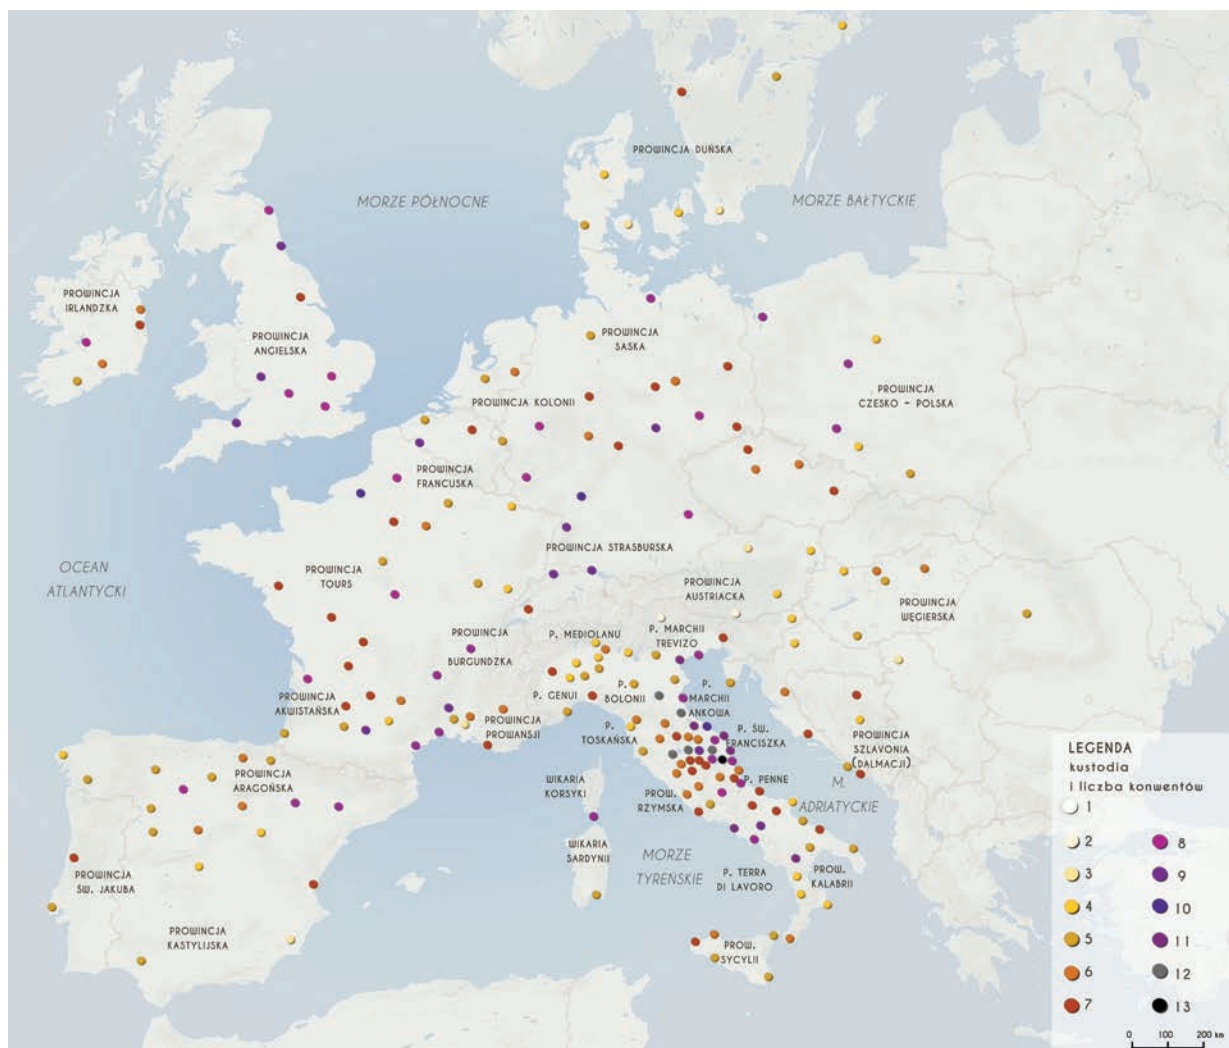 PROWINCJA DUŃSKA
MORZE PÓŁNOCNE
MORZE BAŁTYCKIE
PROWINCJA
IRLANDZKA
PROWINCJA
ANGIELSKA
PROWINCJA
SASKA
PROWINCJA KOLONII
PROWINCJA
CZESKO – POLSKA
PROWINCJA
FRANCUSKA
PROWINCJA STRASBURSKA
OCEAN
ATLANTYCKI
PROWINCJA
TOURS
PROWINCJA
AUSTRIACKA
PROWINCJA
WĘGIERSKA
PROWINCJA
BURGUNDZKA
P. MEDIOLANU
P. MARCHII
TREVIZO
P. GENUI
P.
BOLONII
P.
MARCHII
ANKOWA
PROWINCJA
AKWISTAŃSKA
PROWINCJA
PROWANSJI
P.
TOSKAŃSKA
P. ŚW.
FRANCISZKA
PROWINCJA
SZLAVONIA
(DALMACJI)
PROWINCJA
ARAGOŃSKA
WIKARIA
KORSYKI
PROW.
RZYMSKA
P. PENNE
M.
ADRIATYCKIE
WIKARIA
SARDYNII
MORZE
TYREŃSKIE
P. TERRA
DI LAVORO
PROW.
KALABRII
PROWINCJA
ŚW. JAKUBA
PROWINCJA
KASTYLIJSKA
PROW.
SYCYLII
LEGENDA
kustodia
i liczba konwentów
1
2
3
4
5
6
7
8
9
10
11
12
13
0 100 200 km